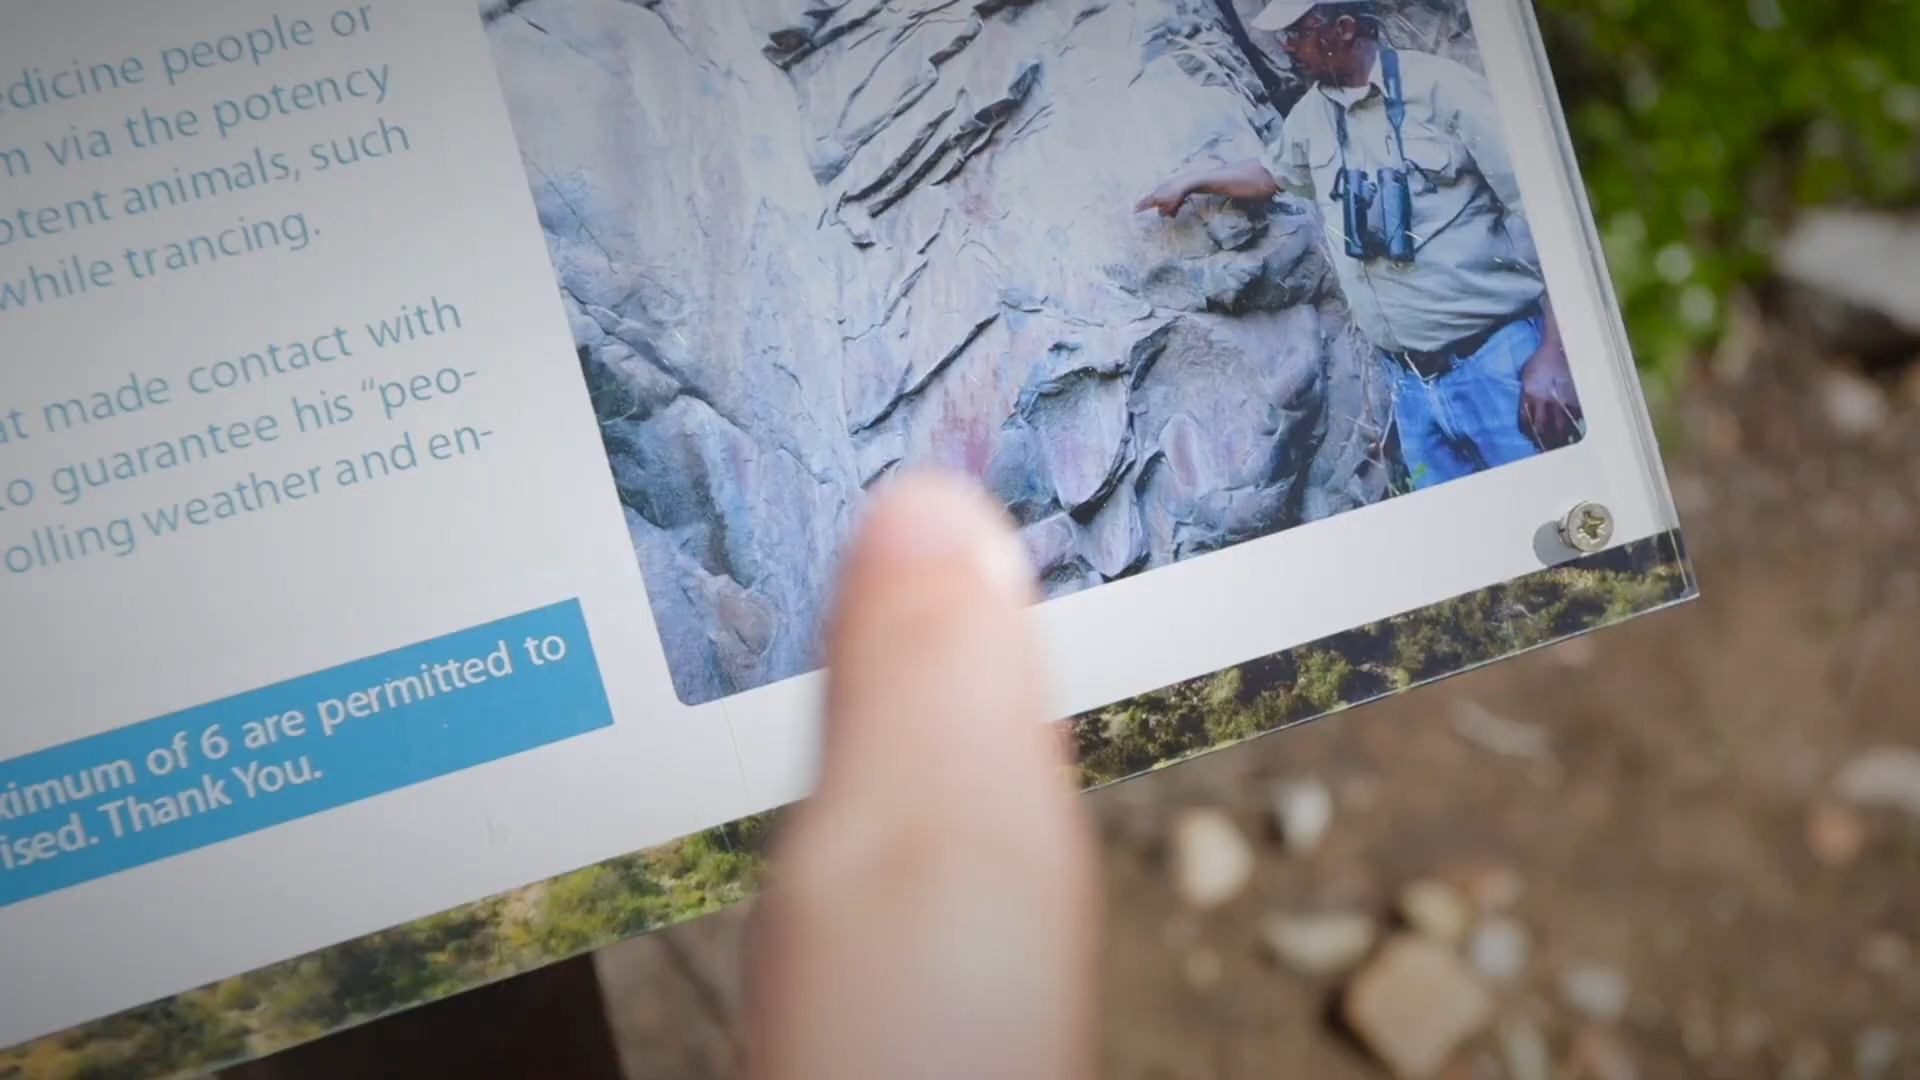 edicine people or
m via the potency
otent animals, such
while trancing.
at made contact with
to guarantee his "peo-
olling weather and en-
ximum of 6 are permitted to
ised. Thank You.